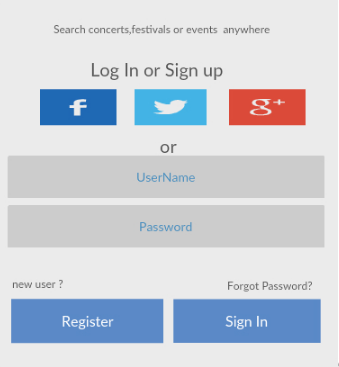 Search concerts,festivals or events anywhere
Log In or Sign up
f g+
or
UserName
Password
new user ? Forgot Password?
Register Sign In